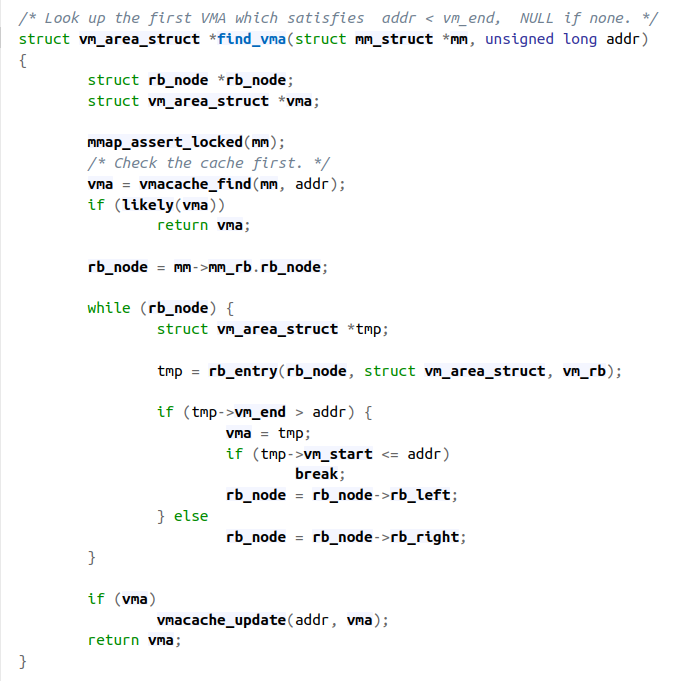 /* Look up the first VMA which satisfies  addr < vm_end,  NULL if none. */
struct vm_area_struct *find_vma(struct mm_struct *mm, unsigned long addr)
{
        struct rb_node *rb_node;
        struct vm_area_struct *vma;

        mmap_assert_locked(mm);
        /* Check the cache first. */
        vma = vmacache_find(mm, addr);
        if (likely(vma))
                return vma;

        rb_node = mm->mm_rb.rb_node;

        while (rb_node) {
                struct vm_area_struct *tmp;

                tmp = rb_entry(rb_node, struct vm_area_struct, vm_rb);

                if (tmp->vm_end > addr) {
                        vma = tmp;
                        if (tmp->vm_start <= addr)
                                break;
                        rb_node = rb_node->rb_left;
                } else
                        rb_node = rb_node->rb_right;
        }

        if (vma)
                vmacache_update(addr, vma);
        return vma;
}